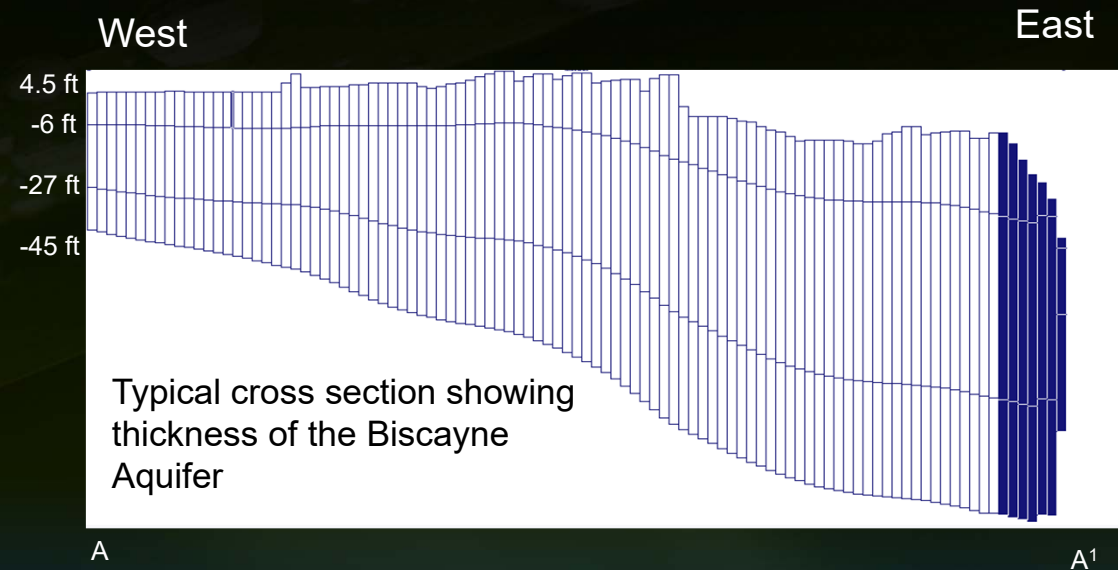 West
East
4.5 ft
-6 ft
-27 ft
-45 ft
Typical cross section showing
thickness of the Biscayne
Aquifer
A
A¹